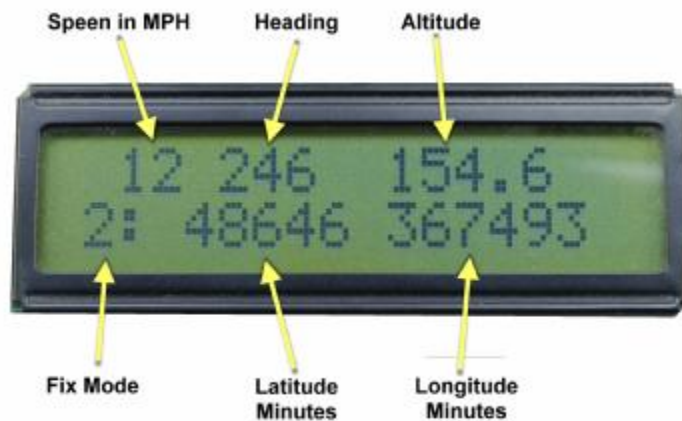 Speen in MPH Heading Altitude
12 246 154.6
2: 48646 367493
Fix Mode Latitude Minutes Longitude Minutes